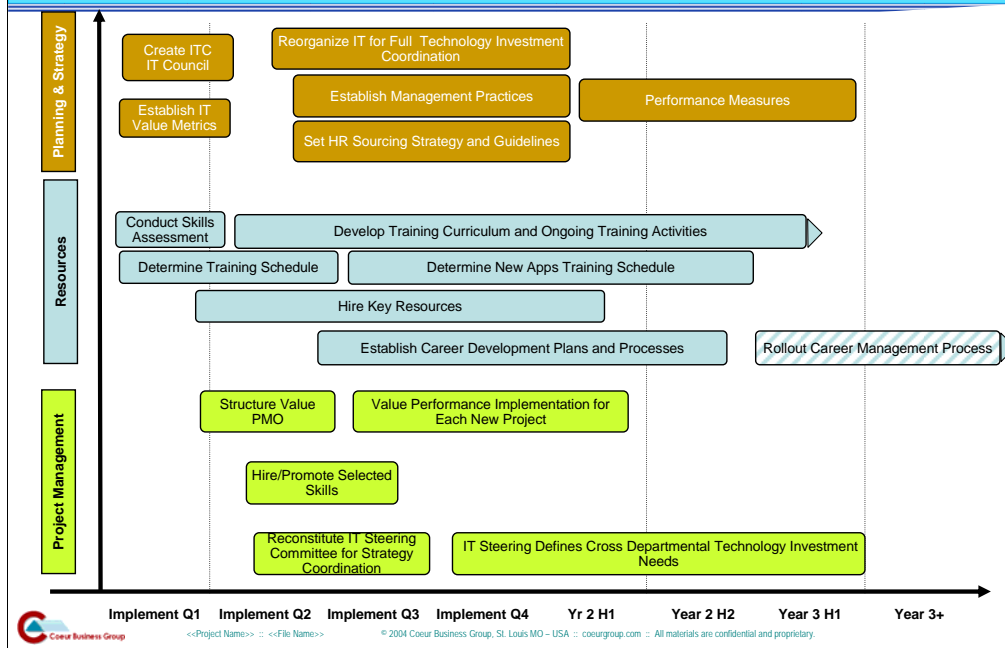 Planning & Strategy
Create ITC
IT Council
Reorganize IT for Full Technology Investment
Coordination
Establish IT
Value Metrics
Establish Management Practices
Performance Measures
Set HR Sourcing Strategy and Guidelines
Resources
Conduct Skills
Assessment
Develop Training Curriculum and Ongoing Training Activities
Determine Training Schedule
Determine New Apps Training Schedule
Hire Key Resources
Establish Career Development Plans and Processes
Rollout Career Management Process
Project Management
Structure Value
PMO
Value Performance Implementation for
Each New Project
Hire/Promote Selected
Skills
Reconstitute IT Steering
Committee for Strategy
Coordination
IT Steering Defines Cross Departmental Technology Investment
Needs
Implement Q1
Implement Q2
Implement Q3
Implement Q4
Yr 2 H1
Year 2 H2
Year 3 H1
Year 3+
Coeur Business Group
<<Project Name>> :: <<File Name>>
© 2004 Coeur Business Group, St. Louis MO – USA :: coeurgroup.com :: All materials are confidential and proprietary.